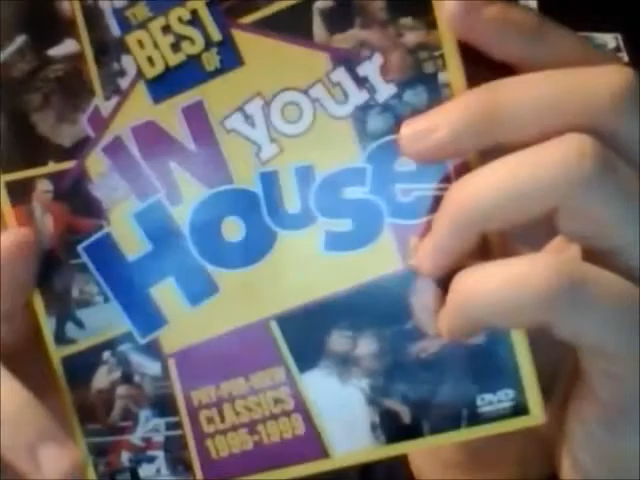 THE
BEST
OF
IN your
HOUSE
PAY-PER-VIEW
CLASSICS
1995-1999
DVD